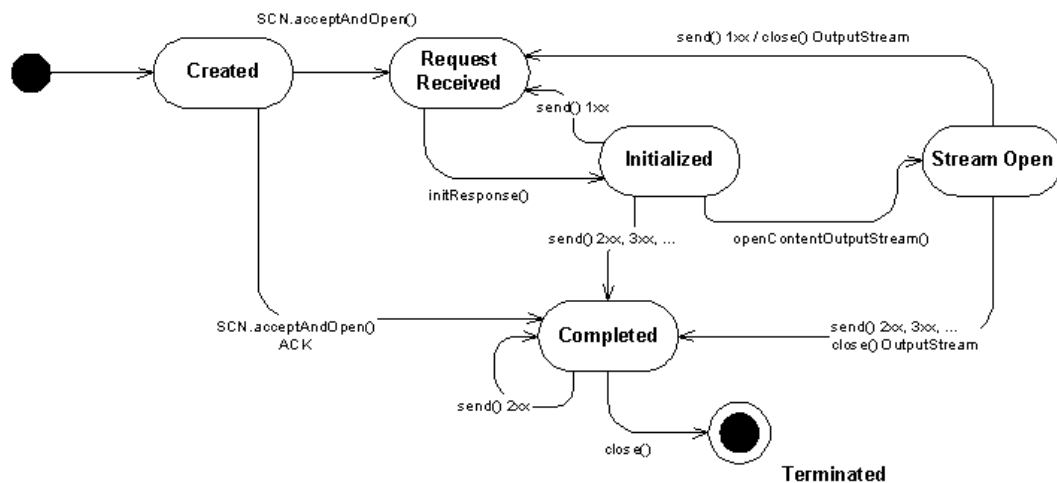 SCN.acceptAndOpen()
send() 1xx / close() OutputStream
Created
Request
Received
send() 1xx
Initialized
Stream Open
initResponse()
send() 2xx, 3xx, ...
openContentOutputStream()
SCN.acceptAndOpen()
ACK
Completed
send() 2xx, 3xx, ...
close() OutputStream
send() 2xx
close()
Terminated